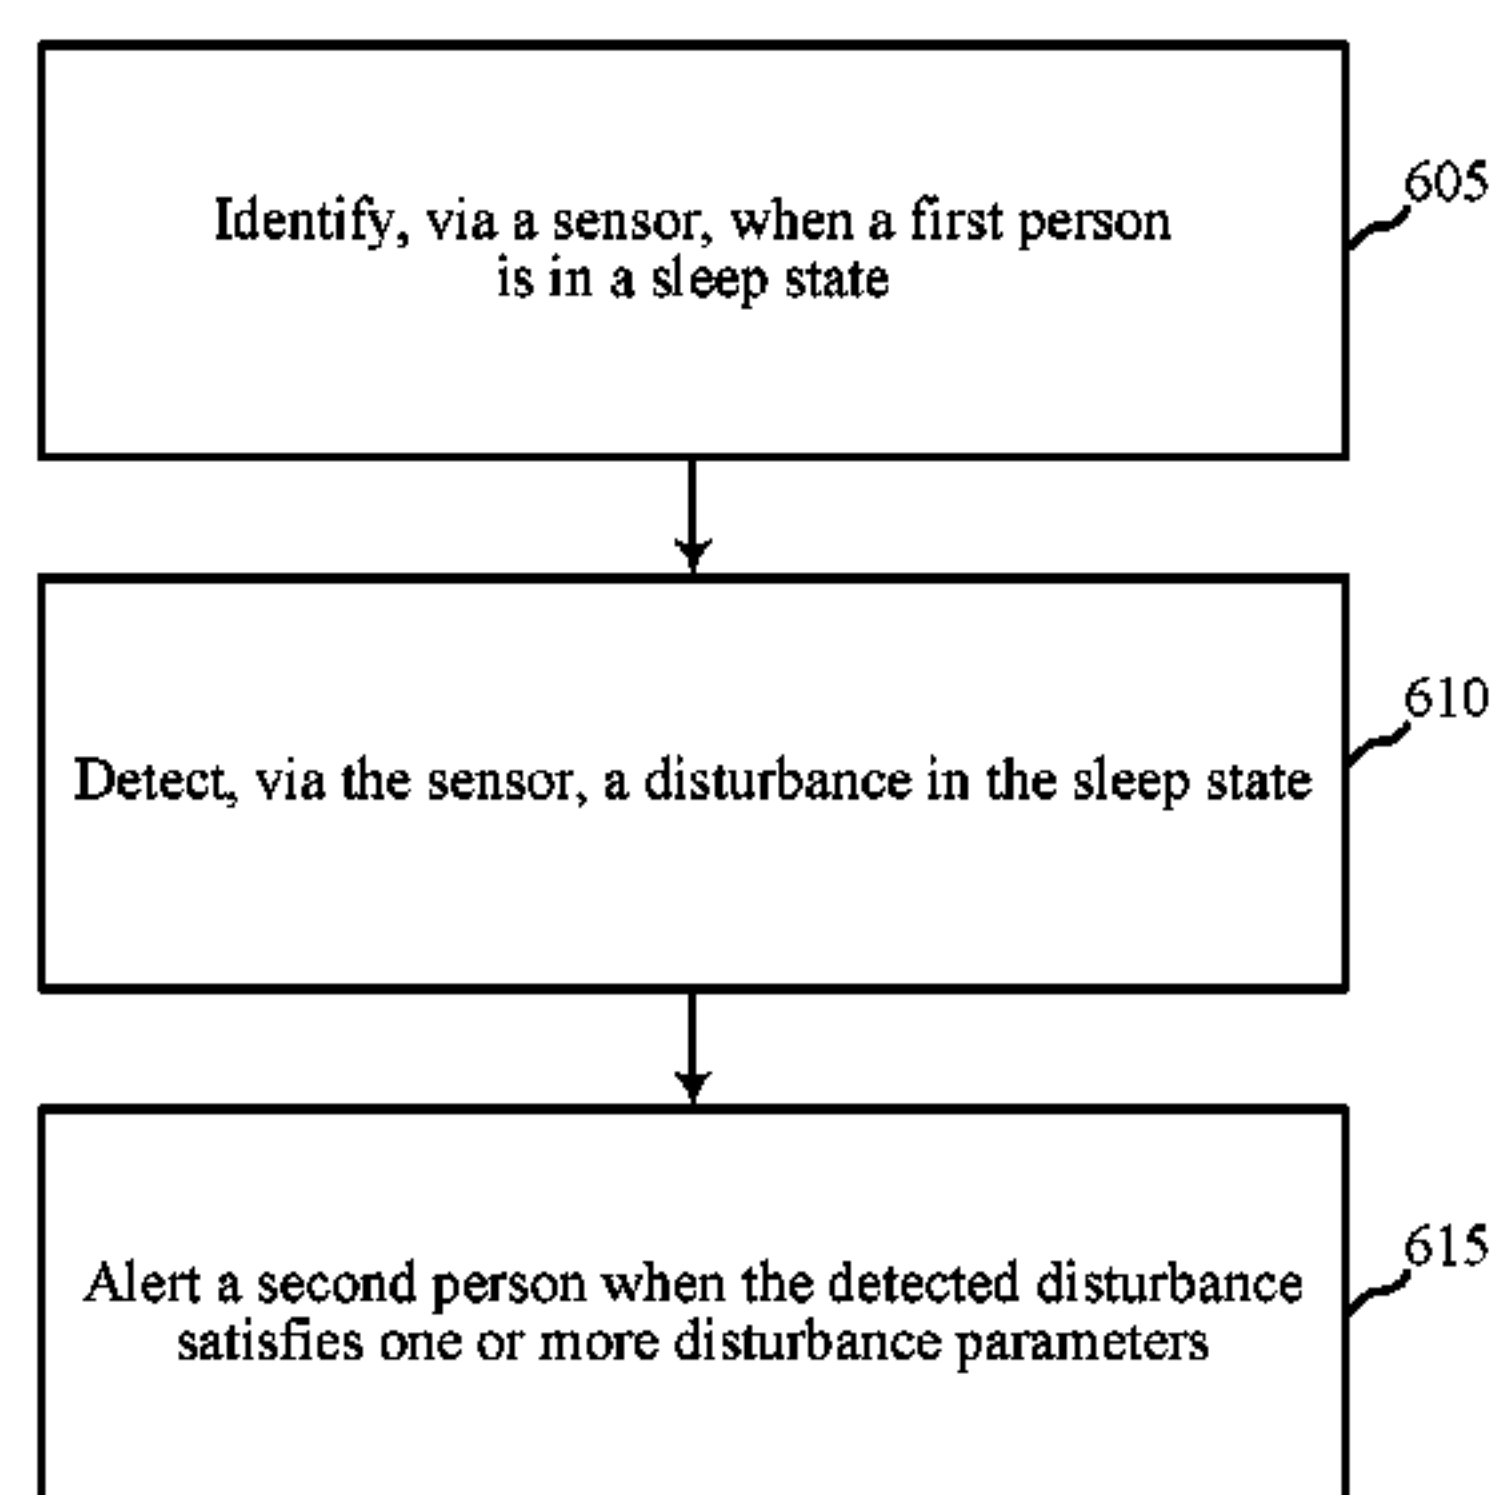 Identify, via a sensor, when a first person
is in a sleep state
605
Detect, via the sensor, a disturbance in the sleep state
610
Alert a second person when the detected disturbance
satisfies one or more disturbance parameters
615